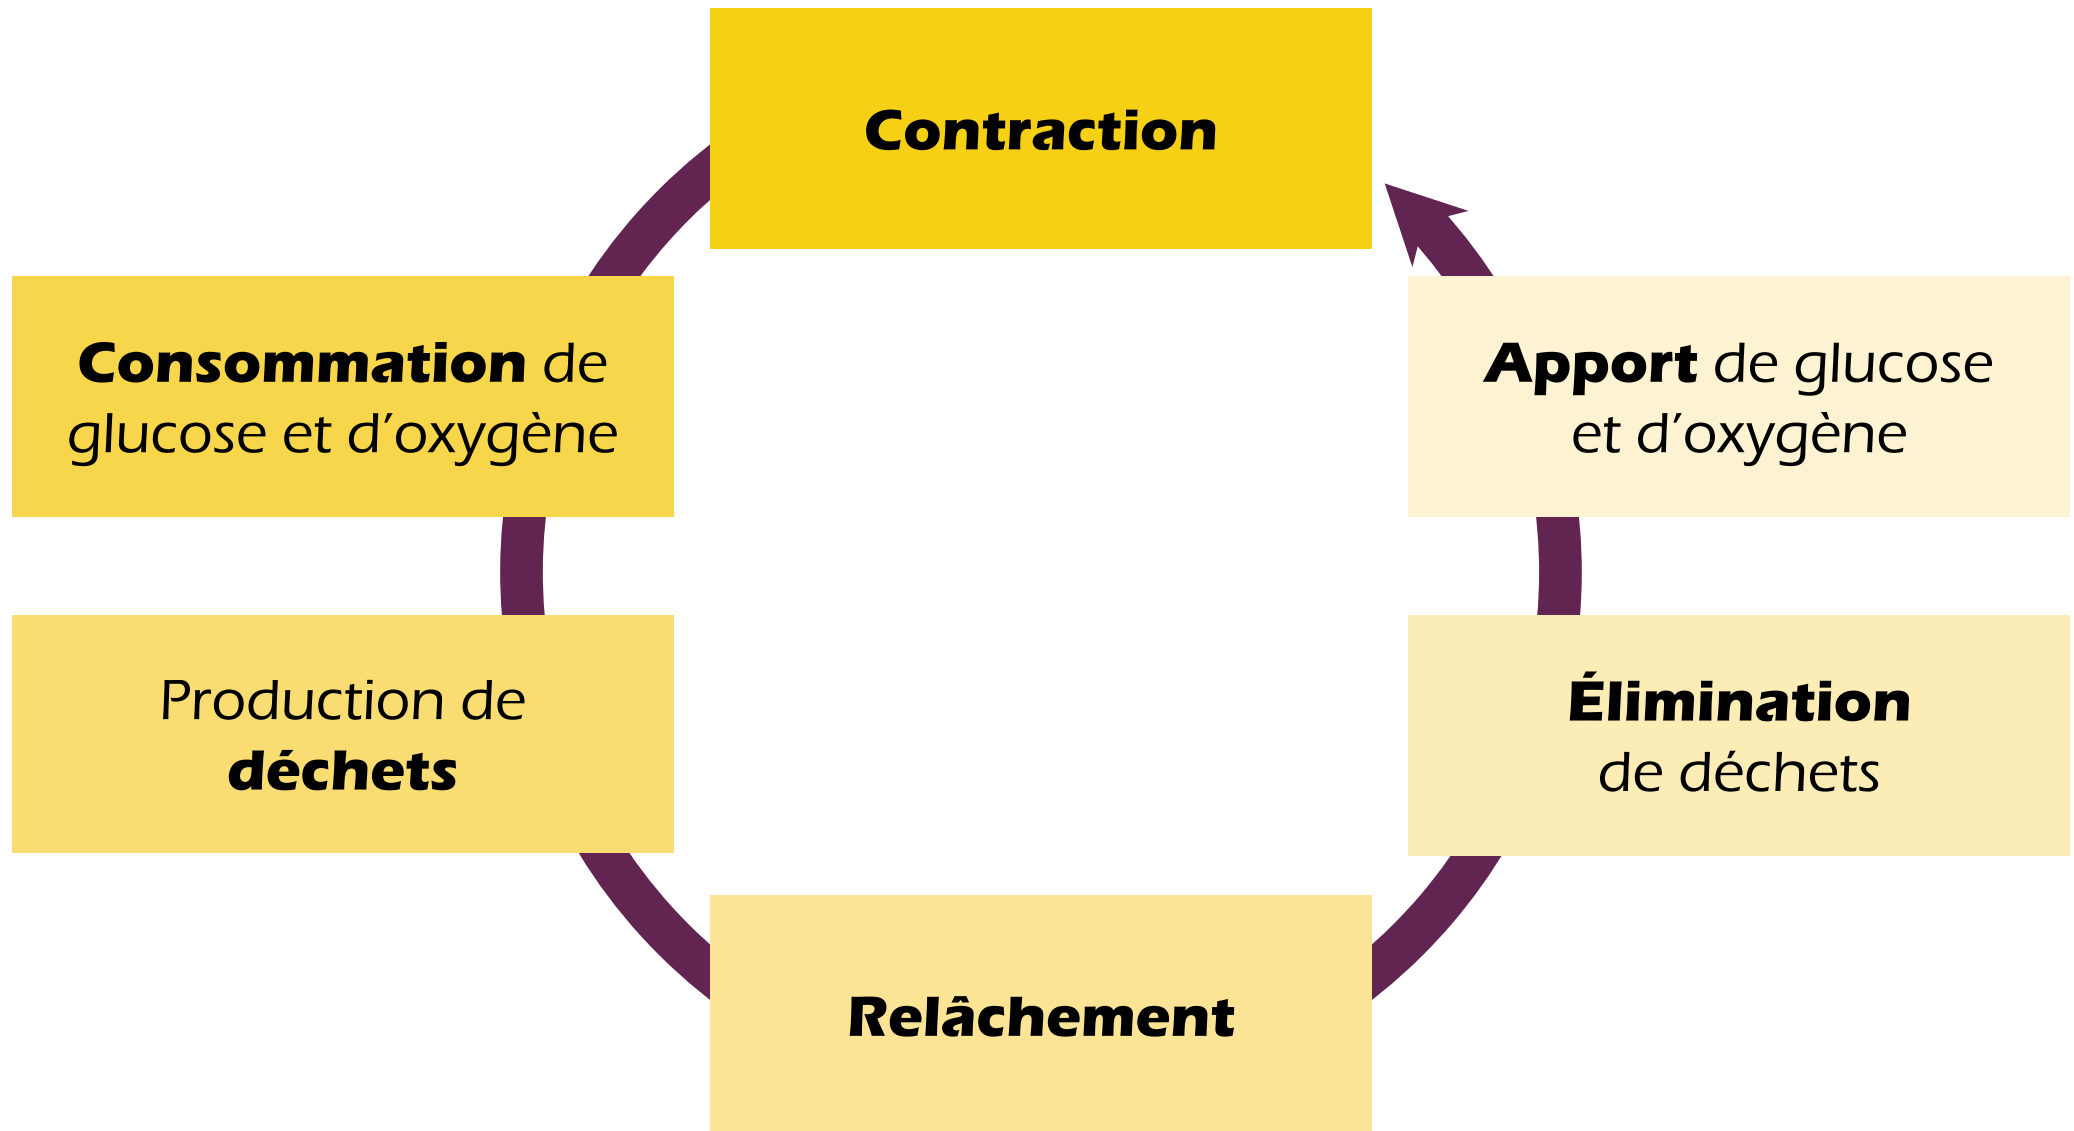 Contraction
Consommation de
glucose et d’oxygène
Production de
déchets
Relâchement
Élimination
de déchets
Apport de glucose
et d’oxygène